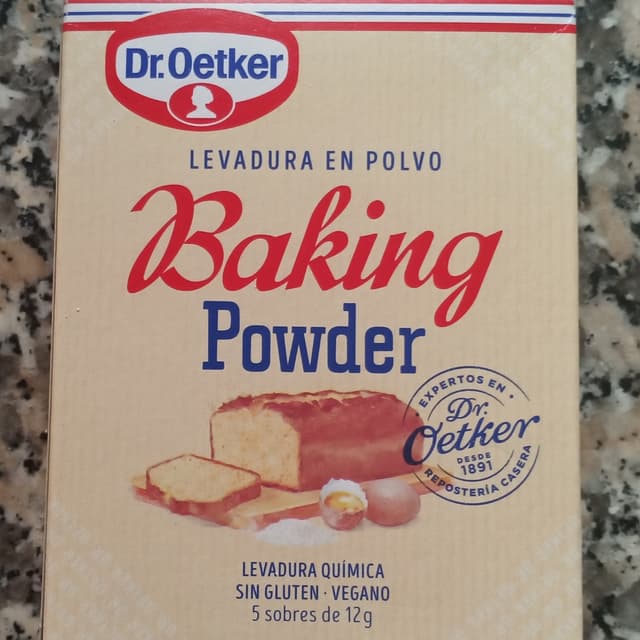 Dr. Oetker
LEVADURA EN POLVO
Baking
Powder
EXPERTOS EN
Dr.
Oetker
DESDE
1891
REPOSTERÍA CASERA
LEVADURA QUÍMICA
SIN GLUTEN · VEGANO
5 sobres de 12g